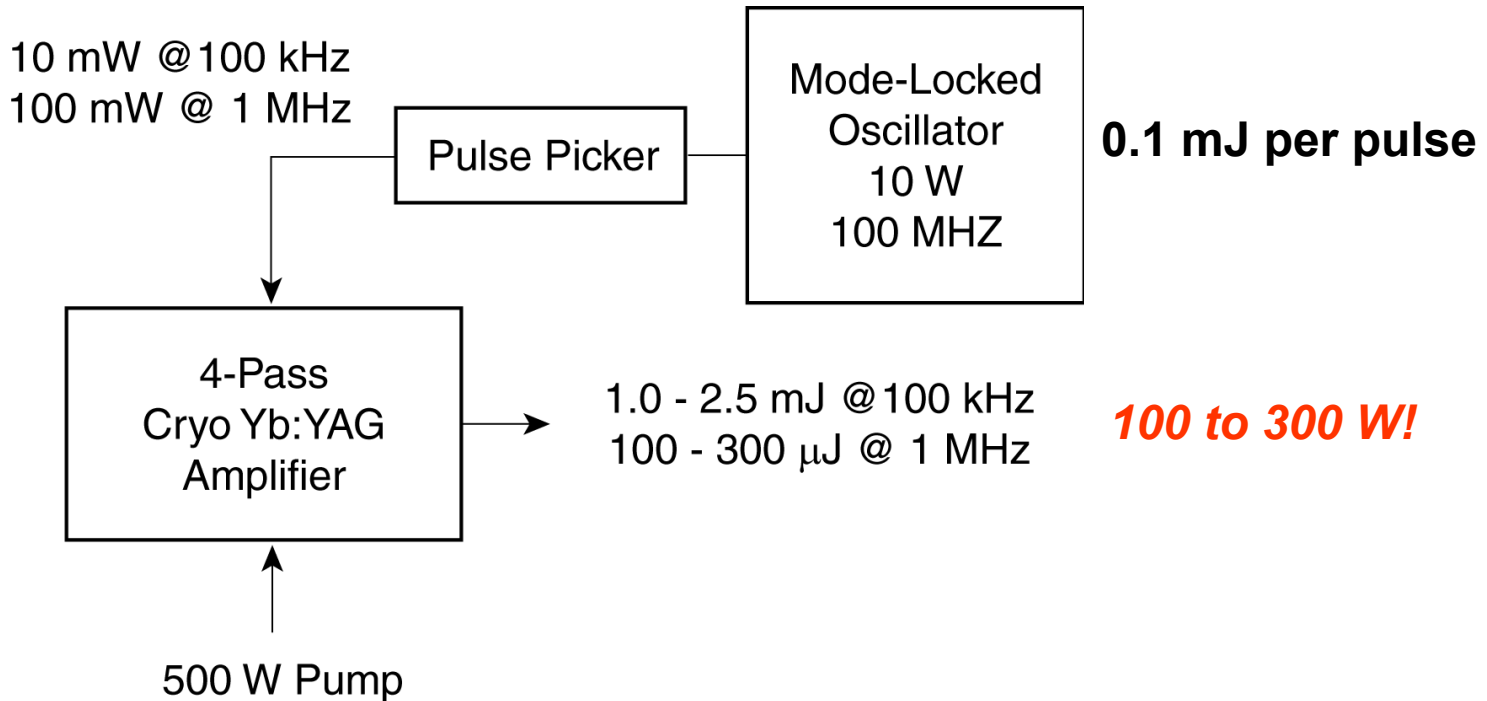 10 mW @100 kHz
100 mW @ 1 MHz
Pulse Picker
Mode-Locked
Oscillator
10 W
100 MHZ
0.1 mJ per pulse
4-Pass
Cryo Yb:YAG
Amplifier
1.0 - 2.5 mJ @100 kHz
100 - 300 μJ @ 1 MHz
100 to 300 W!
500 W Pump